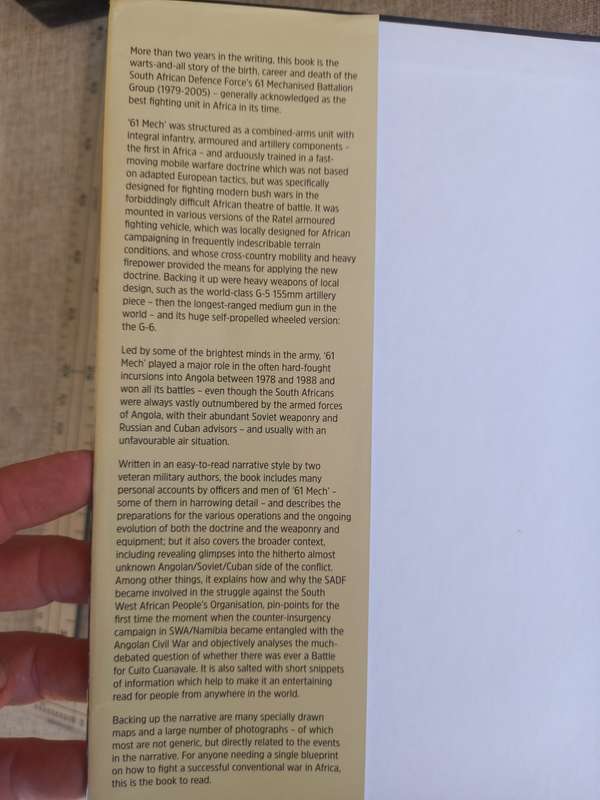 More than two years in the writing, this book is the
warts-and-all story of the birth, career and death of the
South African Defence Force's 61 Mechanised Battalion
Group (1979-2005) – generally acknowledged as the
best fighting unit in Africa in its time.
'61 Mech' was structured as a combined-arms unit with
integral infantry, armoured and artillery components –
the first in Africa – and arduously trained in a fast-
moving mobile warfare doctrine which was not based
on adapted European tactics, but was specifically
designed for fighting modern bush wars in the
forbiddingly difficult African theatre of battle. It was
mounted in various versions of the Ratel armoured
fighting vehicle, which was locally designed for African
campaigning in frequently indescribable terrain
conditions, and whose cross-country mobility and heavy
firepower provided the means for applying the new
doctrine. Backing it up were heavy weapons of local
design, such as the world-class G-5 155mm artillery
piece – then the longest-ranged medium gun in the
world – and its huge self-propelled wheeled version:
the G-6.
Led by some of the brightest minds in the army, '61
Mech' played a major role in the often hard-fought
incursions into Angola between 1978 and 1988 and
won all its battles – even though the South Africans
were always vastly outnumbered by the armed forces
of Angola, with their abundant Soviet weaponry and
Russian and Cuban advisors – and usually with an
unfavourable air situation.
Written in an easy-to-read narrative style by two
veteran military authors, the book includes many
personal accounts by officers and men of '61 Mech' –
some of them in harrowing detail – and describes the
preparations for the various operations and the ongoing
evolution of both the doctrine and the weaponry and
equipment; but it also covers the broader context,
including revealing glimpses into the hitherto almost
unknown Angolan/Soviet/Cuban side of the conflict.
Among other things, it explains how and why the SADF
became involved in the struggle against the South
West African People's Organisation, pin-points for the
first time the moment when the counter-insurgency
campaign in SWA/Namibia became entangled with the
Angolan Civil War and objectively analyses the much-
debated question of whether there was ever a Battle
for Cuito Cuanavale. It is also salted with short snippets
of information which help to make it an entertaining
read for people from anywhere in the world.
Backing up the narrative are many specially drawn
maps and a large number of photographs – of which
most are not generic, but directly related to the events
in the narrative. For anyone needing a single blueprint
on how to fight a successful conventional war in Africa,
this is the book to read.